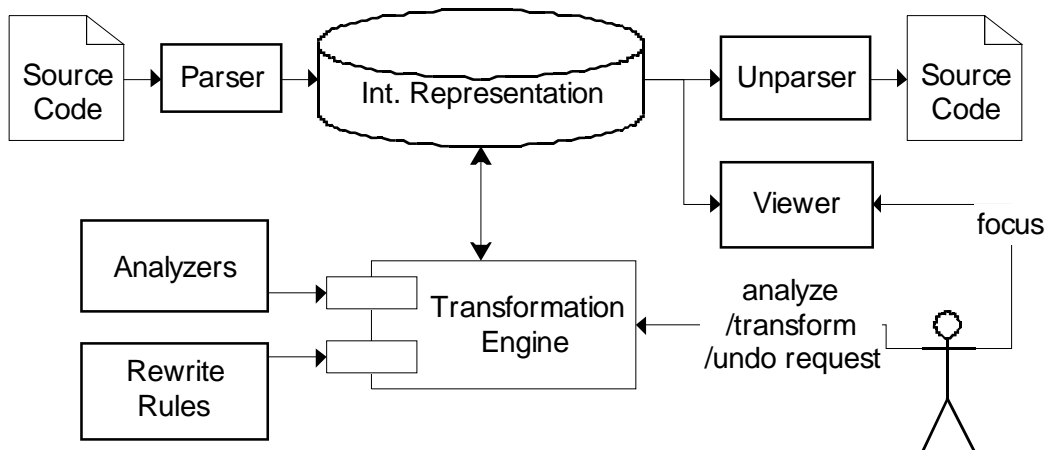 Source
Code
Parser
Int. Representation
Unparser
Source
Code
Viewer
focus
Analyzers
Transformation
Engine
analyze
/transform
/undo request
Rewrite
Rules